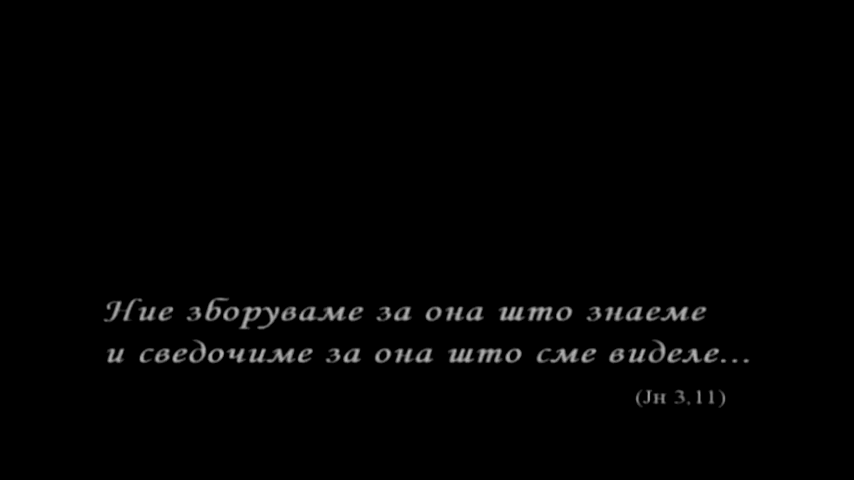 Ние зборуваме за она што знаеме
и сведочиме за она што сме виделе...
(Јн 3,11)